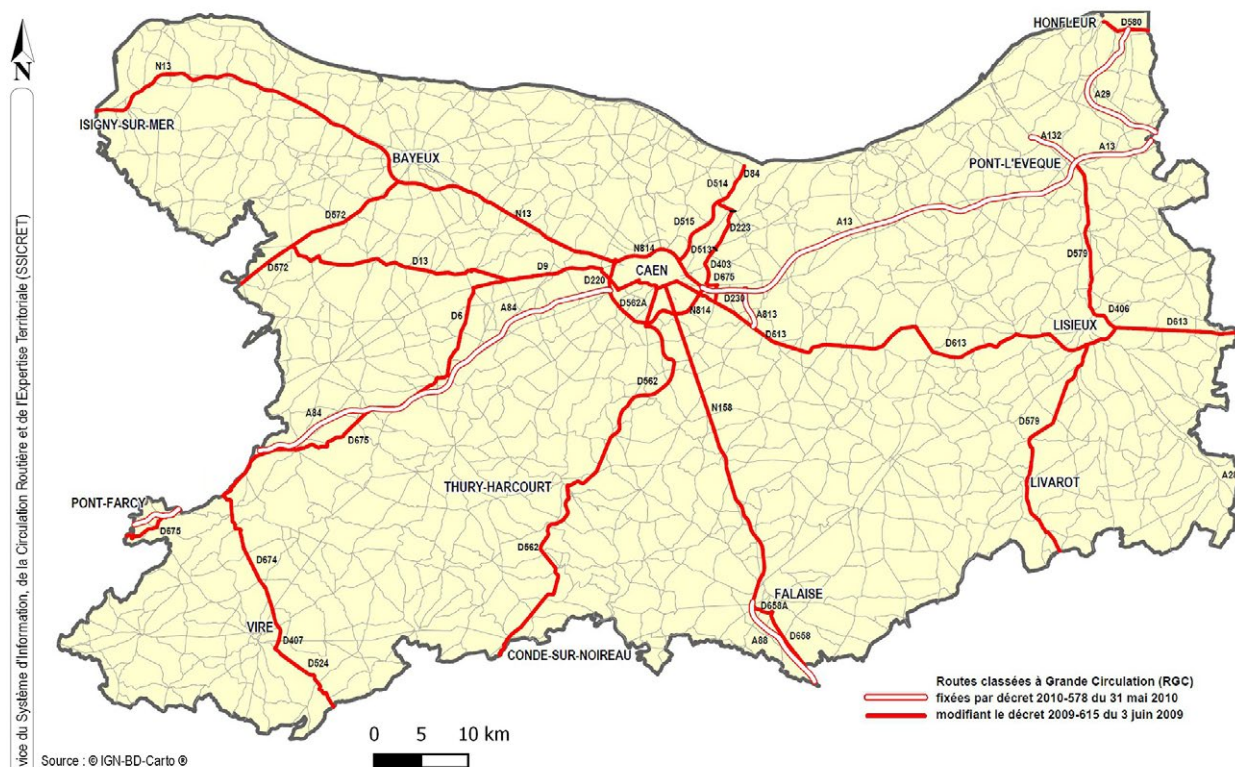 N
vice du Système d'Information, de la Circulation Routière et de l'Expertise Territoriale (SSICRET)
HONFLEUR
D580
A29
N13
ISIGNY-SUR-MER
A132
A13
PONT-L'EVEQUE
BAYEUX
D84
D514
D572
N13
D515
D223
A13
N814
D513
D579
D572
D13
D9
CAEN
D403
D220
D675
D230
A84
D562A
N814
A813
D406
D6
LISIEUX
D613
D613
D613
D562
A84
N158
D579
D675
THURY-HARCOURT
LIVAROT
A28
PONT-FARCY
D675
D562
D674
FALAISE
D658A
VIRE
D407
A88
D658
CONDE-SUR-NOIREAU
D524
Routes classées à Grande Circulation (RGC)
fixées par décret 2010-578 du 31 mai 2010
modifiant le décret 2009-615 du 3 juin 2009
0 5 10 km
Source : © IGN-BD-Carto ®